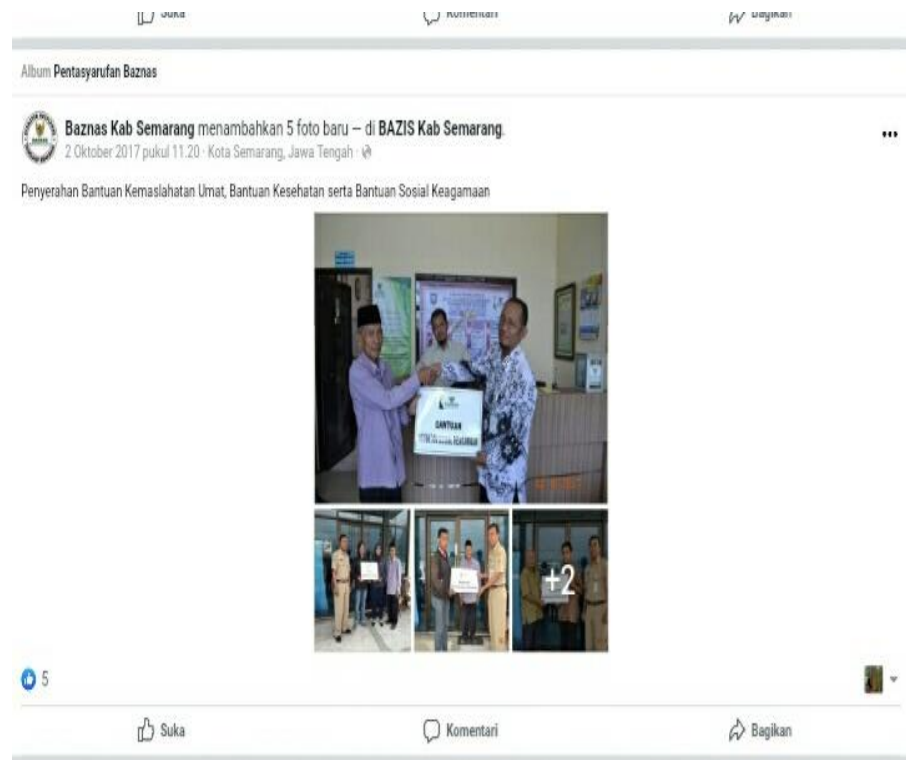 Suka Komentari Bagikan
Album Pentasyarufan Baznas
Baznas Kab Semarang menambahkan 5 foto baru — di BAZIS Kab Semarang.
2 Oktober 2017 pukul 11.20 · Kota Semarang, Jawa Tengah ·
Penyerahan Bantuan Kemaslahatan Umat, Bantuan Kesehatan serta Bantuan Sosial Keagamaan
BANTUAN
KEAGAMAAN
+2
5
Suka Komentari Bagikan